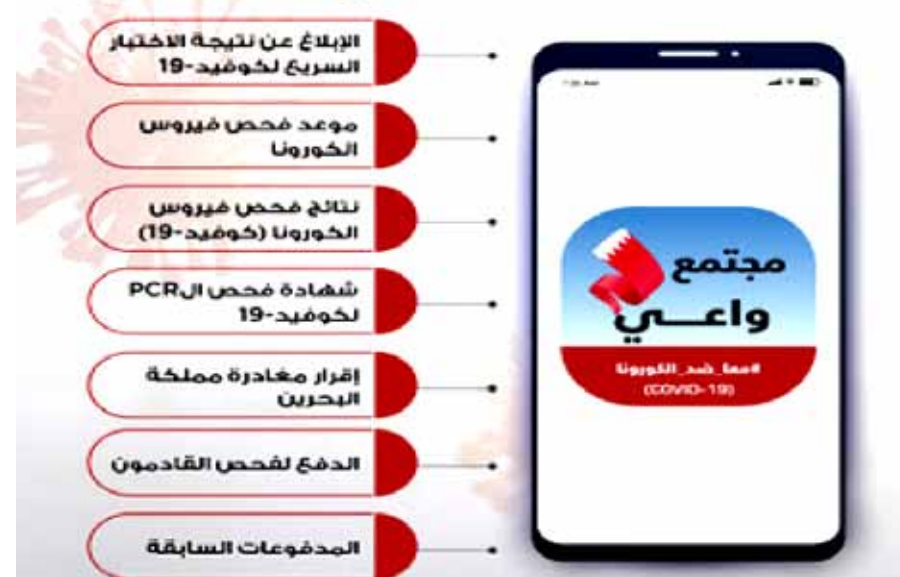 الإبلاغ عن نتيجة الاختبار
السريع لكوفيد-19
موعد فحص فيروس
الكورونا
نتائج فحص فيروس
الكورونا (كوفيد-19)
شهادة فحص الPCR
لكوفيد-19
إقرار مغادرة مملكة
البحرين
الدفع لفحص القادمون
المدفوعات السابقة
مجتمع
واعــي
#معا_ضد_الكورونا
(COVID-19)